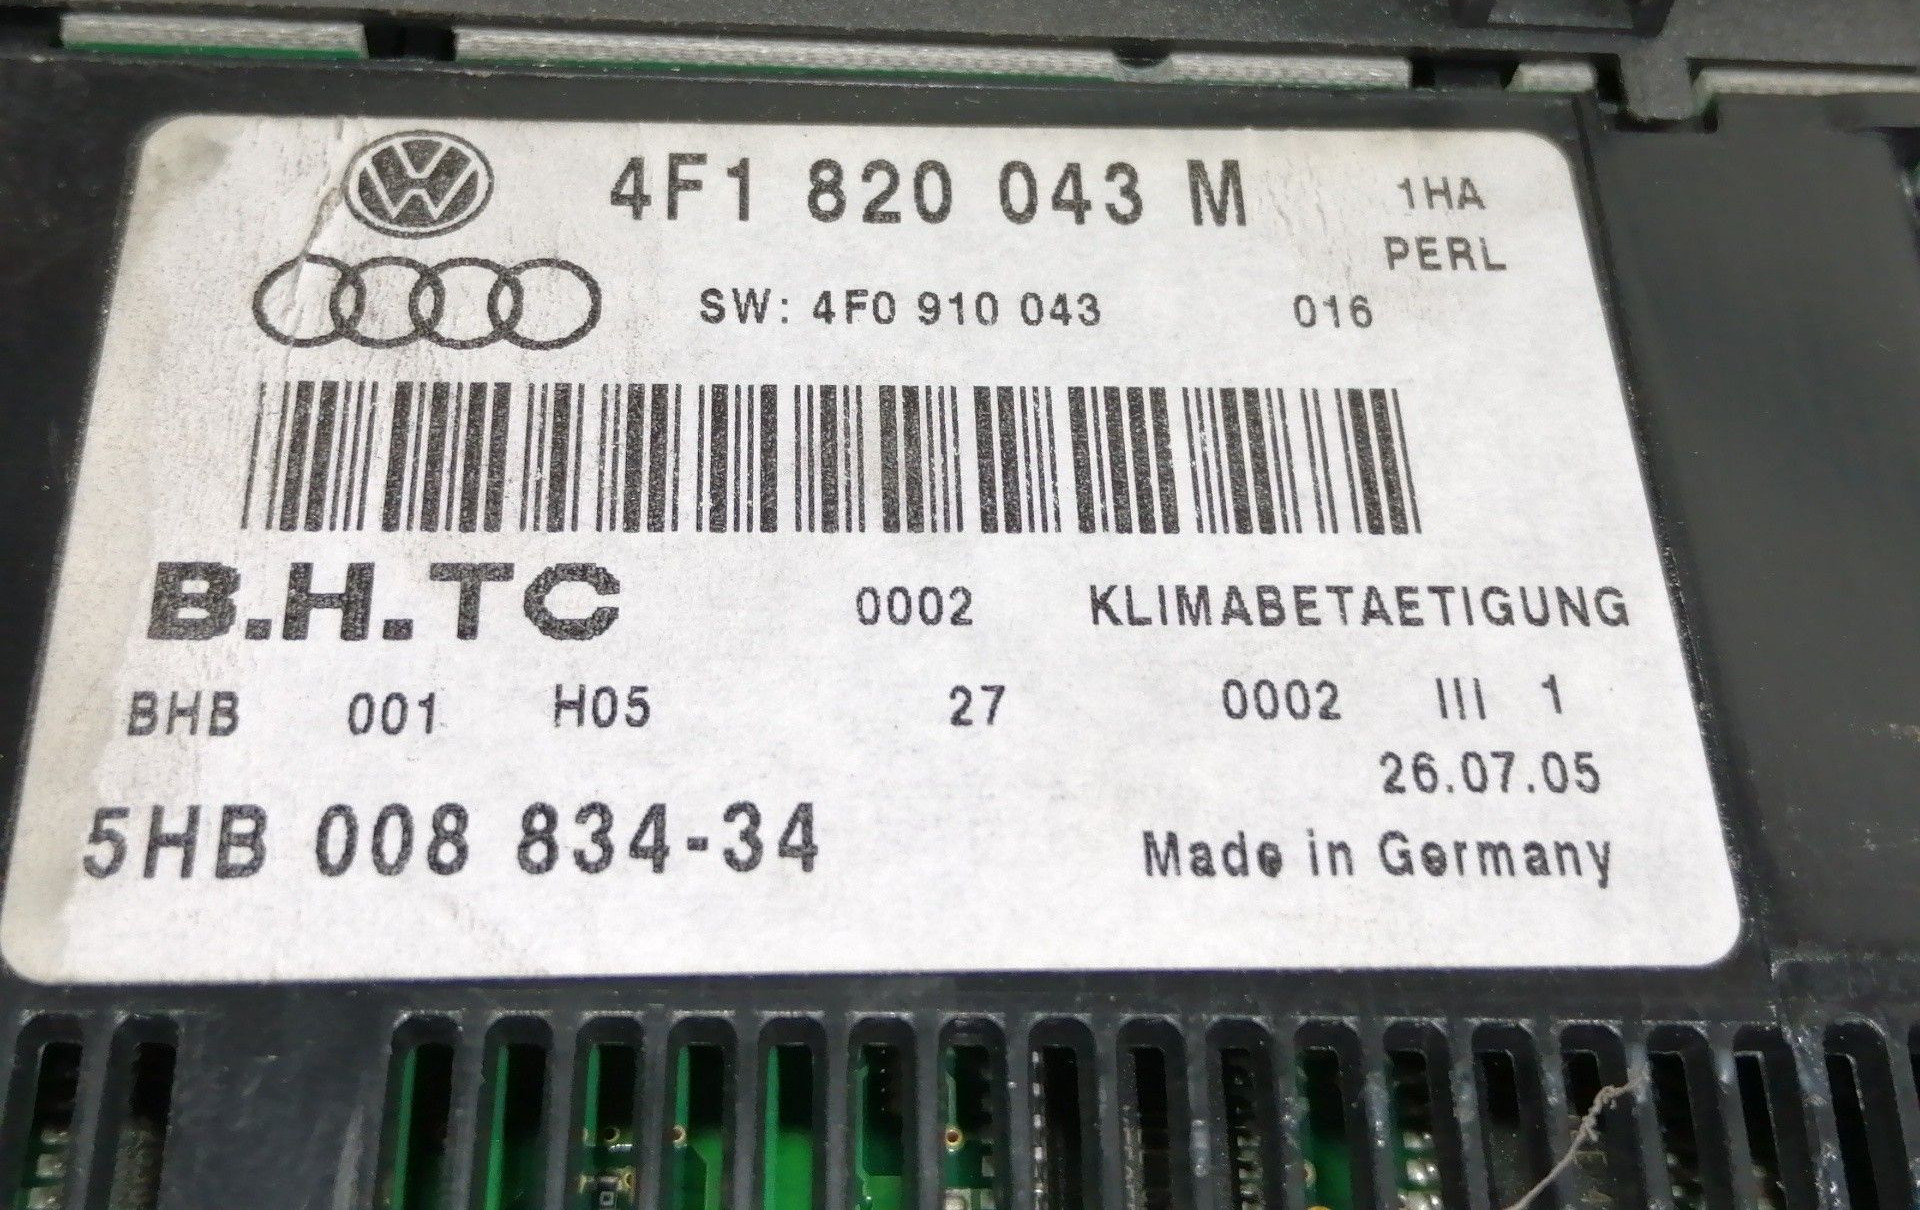 4F1 820 043 M 1HA
PERL
SW: 4F0 910 043 016
B.H.TC 0002 KLIMABETAETIGUNG
BHB 001 H05 27 0002 III 1
26.07.05
5HB 008 834-34 Made in Germany